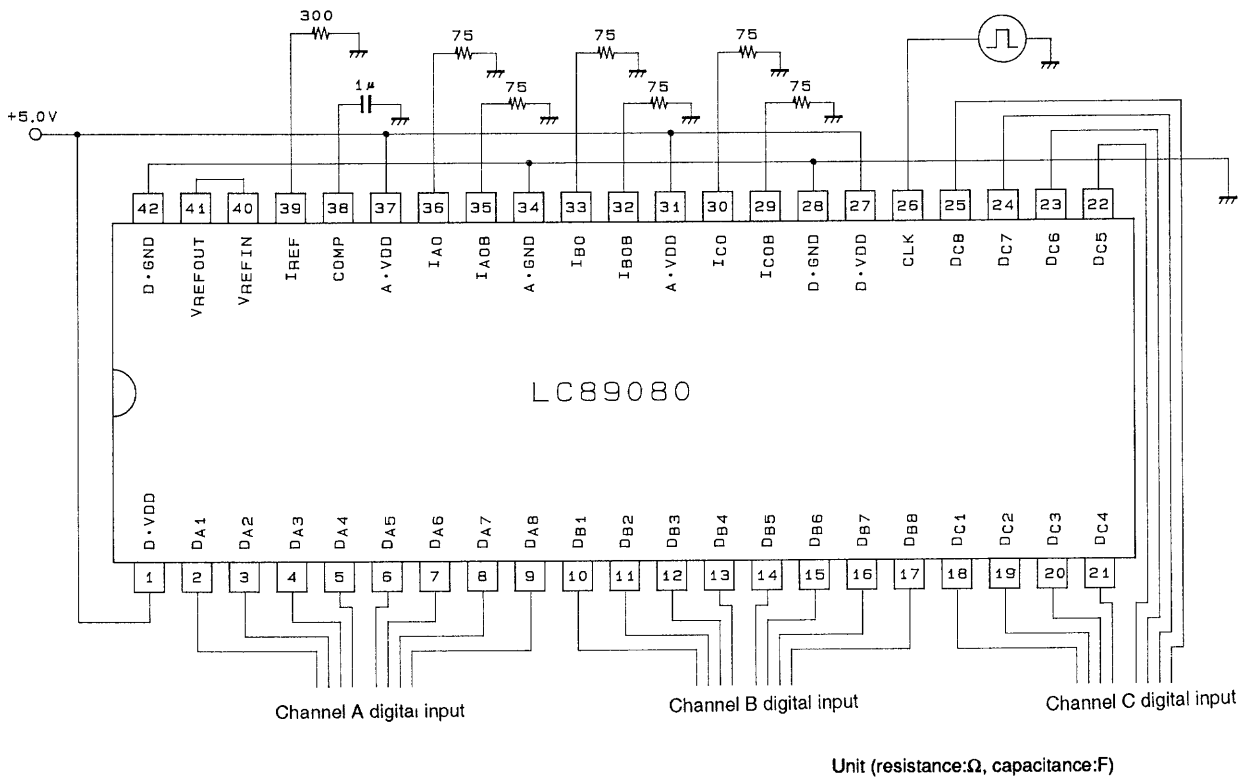 300
75
75
75
1μ
75
75
75
+5.0V
42 41 40 39 38 37 36 35 34 33 32 31 30 29 28 27 26 25 24 23 22
D·GND VREFOUT VREFIN IREF COMP A·VDD IAO IAOB A·GND IBO IBOB A·VDD ICO ICOB D·GND D·VDD CLK DC8 DC7 DC6 DC5
LC89080
D·VDD DA1 DA2 DA3 DA4 DA5 DA6 DA7 DA8 DB1 DB2 DB3 DB4 DB5 DB6 DB7 DB8 DC1 DC2 DC3 DC4
1 2 3 4 5 6 7 8 9 10 11 12 13 14 15 16 17 18 19 20 21
Channel A digital input
Channel B digital input
Channel C digital input
Unit (resistance:Ω, capacitance:F)